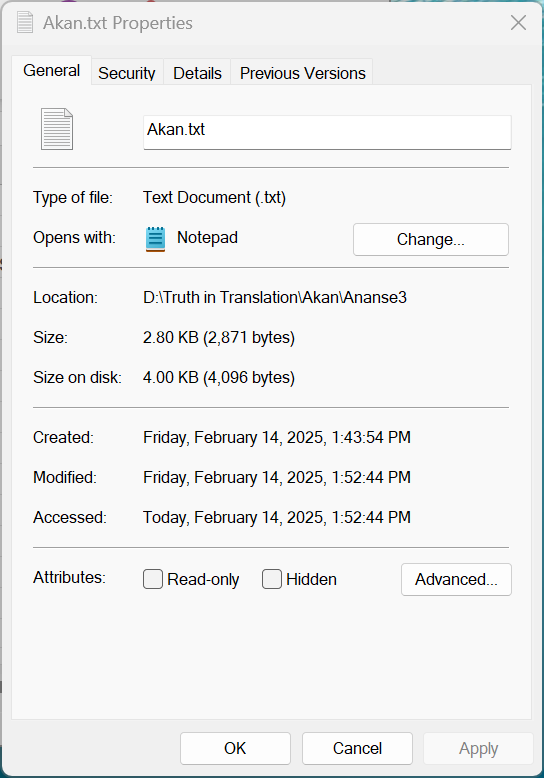 Akan.txt Properties
General Security Details Previous Versions
Akan.txt
Type of file: Text Document (.txt)
Opens with: Notepad Change...
Location: D:\Truth in Translation\Akan\Ananse3
Size: 2.80 KB (2,871 bytes)
Size on disk: 4.00 KB (4,096 bytes)
Created: Friday, February 14, 2025, 1:43:54 PM
Modified: Friday, February 14, 2025, 1:52:44 PM
Accessed: Today, February 14, 2025, 1:52:44 PM
Attributes: Read-only Hidden Advanced...
OK Cancel Apply